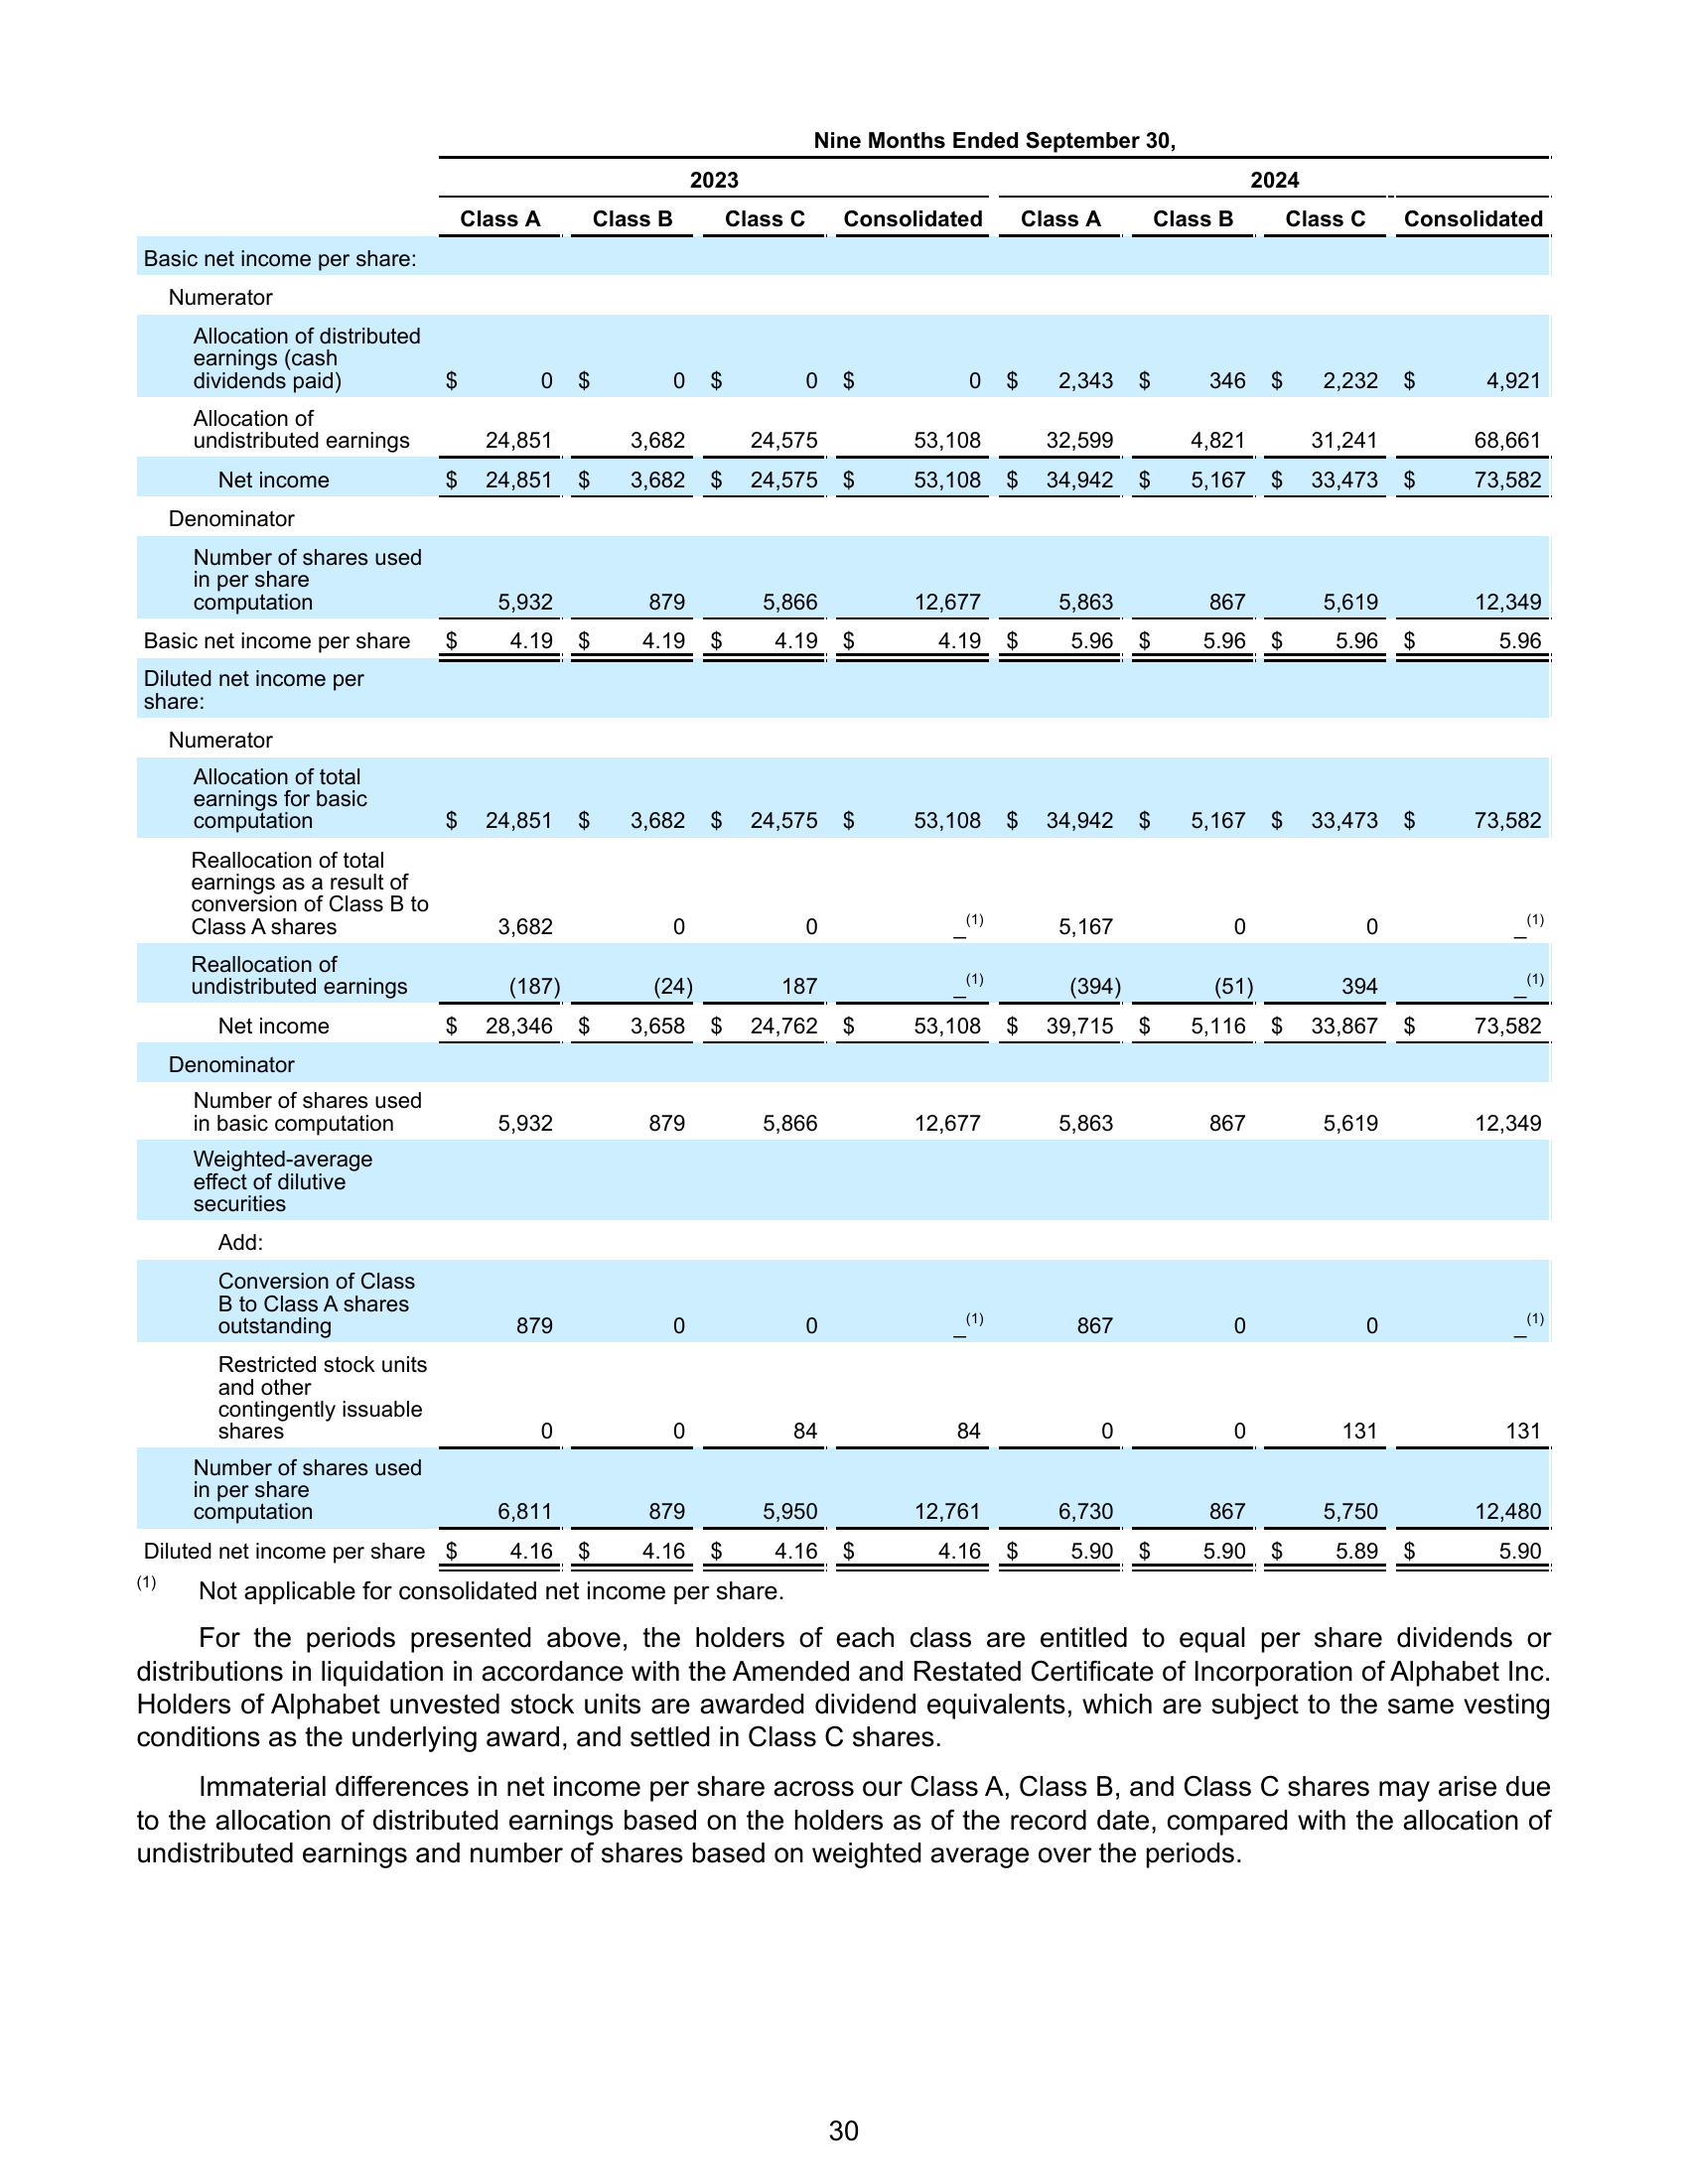 Nine Months Ended September 30,
2023 2024
Class A Class B Class C Consolidated Class A Class B Class C Consolidated
Basic net income per share:
Numerator
Allocation of distributed
earnings (cash
dividends paid) $ 0 $ 0 $ 0 $ 0 $ 2,343 $ 346 $ 2,232 $ 4,921
Allocation of
undistributed earnings 24,851 3,682 24,575 53,108 32,599 4,821 31,241 68,661
Net income $ 24,851 $ 3,682 $ 24,575 $ 53,108 $ 34,942 $ 5,167 $ 33,473 $ 73,582
Denominator
Number of shares used
in per share
computation 5,932 879 5,866 12,677 5,863 867 5,619 12,349
Basic net income per share $ 4.19 $ 4.19 $ 4.19 $ 4.19 $ 5.96 $ 5.96 $ 5.96 $ 5.96
Diluted net income per
share:
Numerator
Allocation of total
earnings for basic
computation $ 24,851 $ 3,682 $ 24,575 $ 53,108 $ 34,942 $ 5,167 $ 33,473 $ 73,582
Reallocation of total
earnings as a result of
conversion of Class B to
Class A shares 3,682 0 0 _(1) 5,167 0 0 _(1)
Reallocation of
undistributed earnings (187) (24) 187 _(1) (394) (51) 394 _(1)
Net income $ 28,346 $ 3,658 $ 24,762 $ 53,108 $ 39,715 $ 5,116 $ 33,867 $ 73,582
Denominator
Number of shares used
in basic computation 5,932 879 5,866 12,677 5,863 867 5,619 12,349
Weighted-average
effect of dilutive
securities
Add:
Conversion of Class
B to Class A shares
outstanding 879 0 0 _(1) 867 0 0 _(1)
Restricted stock units
and other
contingently issuable
shares 0 0 84 84 0 0 131 131
Number of shares used
in per share
computation 6,811 879 5,950 12,761 6,730 867 5,750 12,480
Diluted net income per share $ 4.16 $ 4.16 $ 4.16 $ 4.16 $ 5.90 $ 5.90 $ 5.89 $ 5.90
(1) Not applicable for consolidated net income per share.
For the periods presented above, the holders of each class are entitled to equal per share dividends or
distributions in liquidation in accordance with the Amended and Restated Certificate of Incorporation of Alphabet Inc.
Holders of Alphabet unvested stock units are awarded dividend equivalents, which are subject to the same vesting
conditions as the underlying award, and settled in Class C shares.
Immaterial differences in net income per share across our Class A, Class B, and Class C shares may arise due
to the allocation of distributed earnings based on the holders as of the record date, compared with the allocation of
undistributed earnings and number of shares based on weighted average over the periods.
30